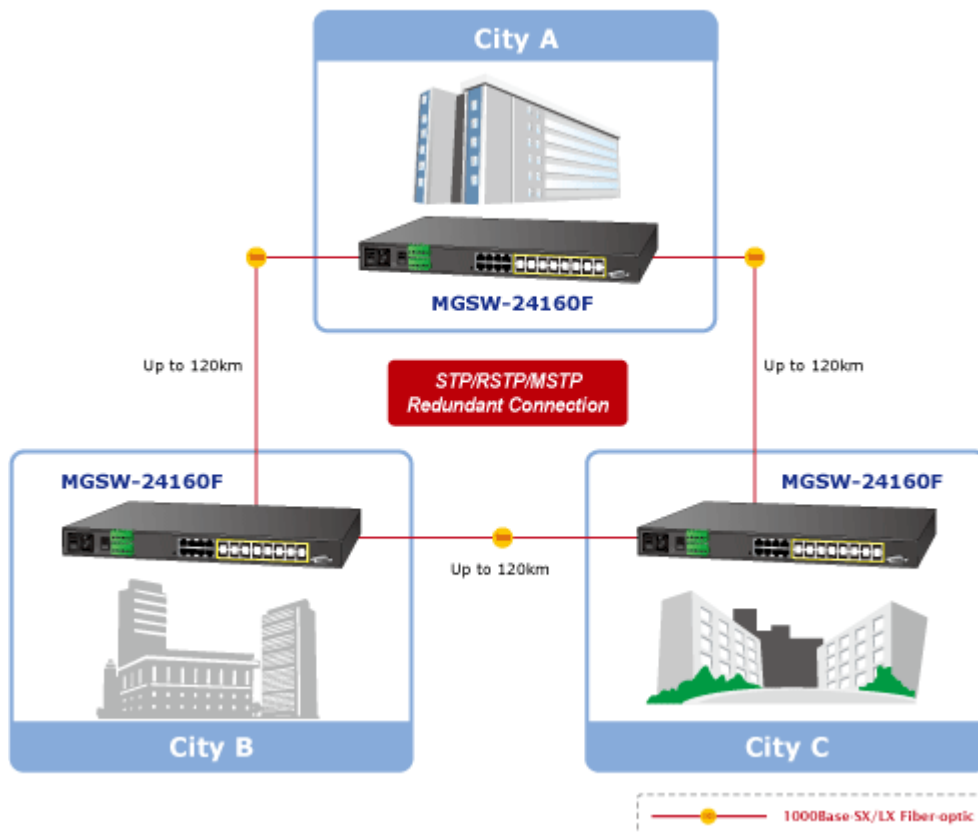 City A
MGSW-24160F
Up to 120km
Up to 120km
STP/RSTP/MSTP
Redundant Connection
MGSW-24160F
MGSW-24160F
Up to 120km
City B
City C
1000Base-SX/LX Fiber-optic